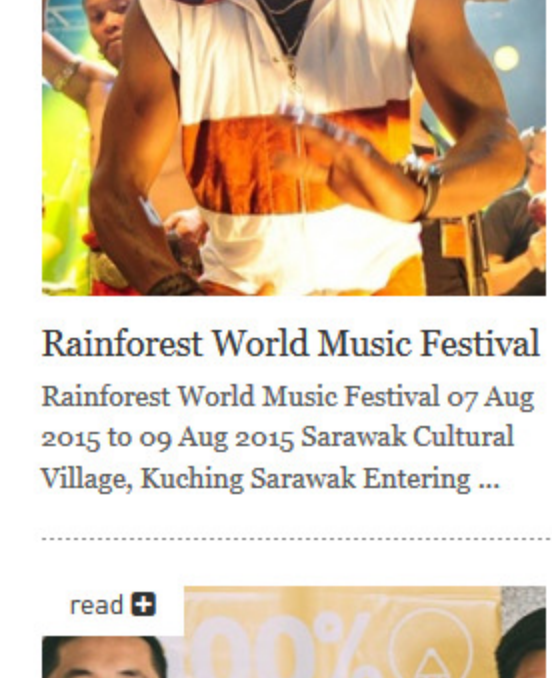 Rainforest World Music Festival
Rainforest World Music Festival 07 Aug
2015 to 09 Aug 2015 Sarawak Cultural
Village, Kuching Sarawak Entering ...
read
100%